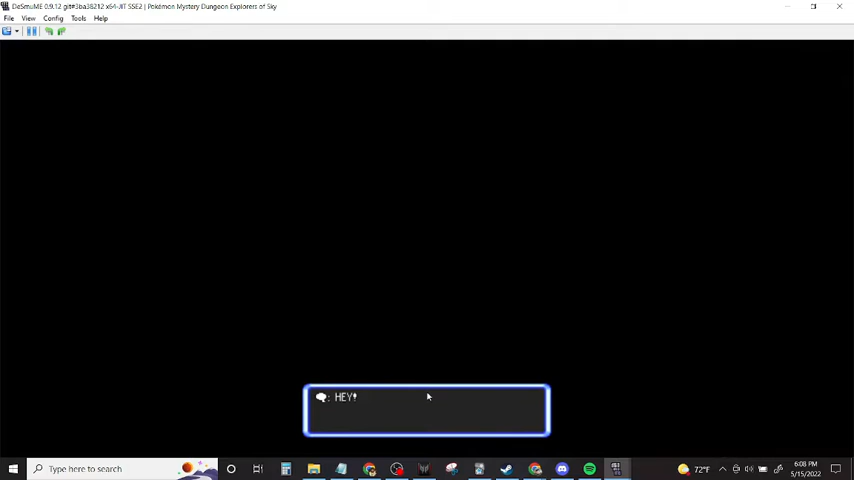 DeSmuME 0.9.12 git#3ba36212 x64-JIT SSE2 | Pokémon Mystery Dungeon Explorers of Sky
File View Config Tools Help
: HEY!
Type here to search
72°F
6:08 PM
5/15/2022